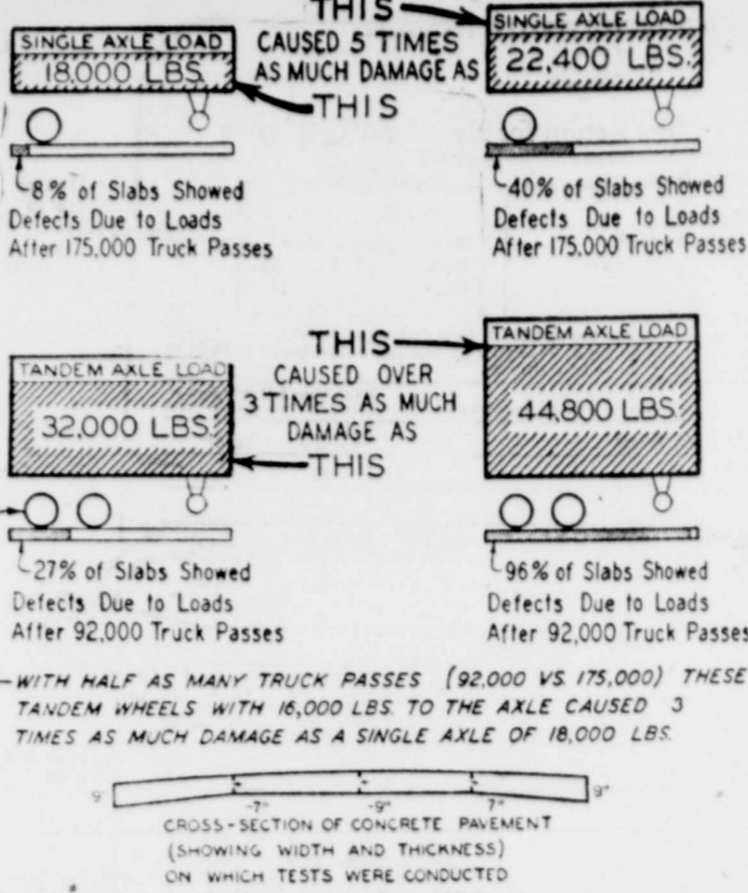 THIS
SINGLE AXLE LOAD
18,000 LBS.
CAUSED 5 TIMES
AS MUCH DAMAGE AS
THIS
SINGLE AXLE LOAD
22,400 LBS.
8% of Slabs Showed
Defects Due to Loads
After 175,000 Truck Passes
40% of Slabs Showed
Defects Due to Loads
After 175,000 Truck Passes
TANDEM AXLE LOAD
32,000 LBS.
THIS
CAUSED OVER
3 TIMES AS MUCH
DAMAGE AS
THIS
TANDEM AXLE LOAD
44,800 LBS.
27% of Slabs Showed
Defects Due to Loads
After 92,000 Truck Passes
96% of Slabs Showed
Defects Due to Loads
After 92,000 Truck Passes
WITH HALF AS MANY TRUCK PASSES (92,000 VS. 175,000) THESE
TANDEM WHEELS WITH 16,000 LBS. TO THE AXLE CAUSED 3
TIMES AS MUCH DAMAGE AS A SINGLE AXLE OF 18,000 LBS.
9" -7" -9" 7" 9"
CROSS-SECTION OF CONCRETE PAVEMENT
(SHOWING WIDTH AND THICKNESS)
ON WHICH TESTS WERE CONDUCTED